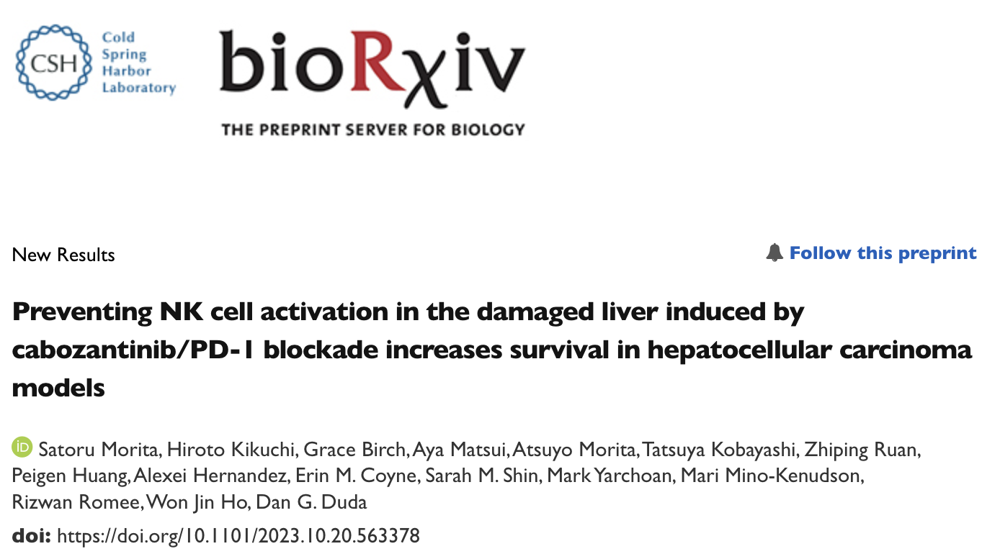 CSH
Cold
Spring
Harbor
Laboratory
bioRxiv
THE PREPRINT SERVER FOR BIOLOGY
New Results
Follow this preprint
Preventing NK cell activation in the damaged liver induced by
cabozantinib/PD-1 blockade increases survival in hepatocellular carcinoma
models
iD Satoru Morita, Hiroto Kikuchi, Grace Birch, Aya Matsui, Atsuyo Morita, Tatsuya Kobayashi, Zhiping Ruan,
Peigen Huang, Alexei Hernandez, Erin M. Coyne, Sarah M. Shin, Mark Yarchoan, Mari Mino-Kenudson,
Rizwan Romee, Won Jin Ho, Dan G. Duda
doi: https://doi.org/10.1101/2023.10.20.563378